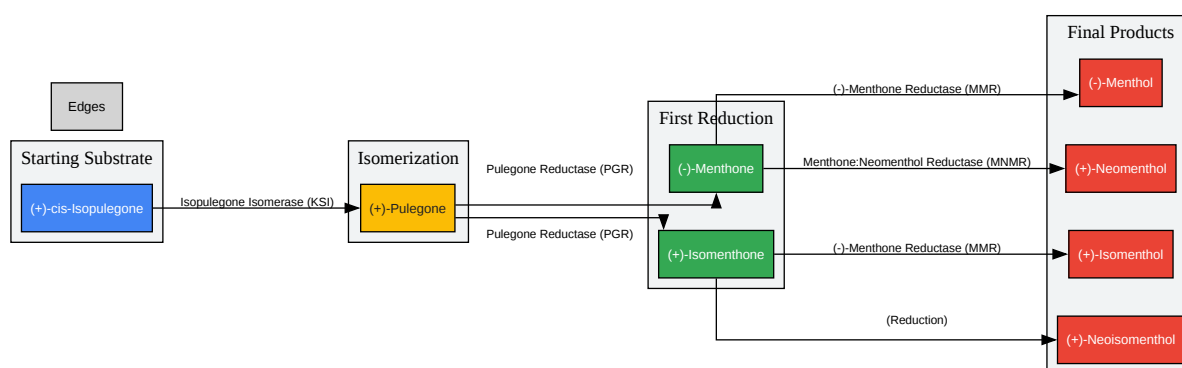 Final Products
(-)-Menthone Reductase (MMR)
(-)-Menthol
Edges
First Reduction
Starting Substrate
Isomerization
Pulegone Reductase (PGR)
(-)-Menthone
Menthone:Neomenthol Reductase (MNMR)
(+)-Neomenthol
(+)-cis-Isopulegone
Isopulegone Isomerase (KSI)
(+)-Pulegone
Pulegone Reductase (PGR)
(+)-Isomenthone
(-)-Menthone Reductase (MMR)
(+)-Isomenthol
(Reduction)
(+)-Neoisomenthol